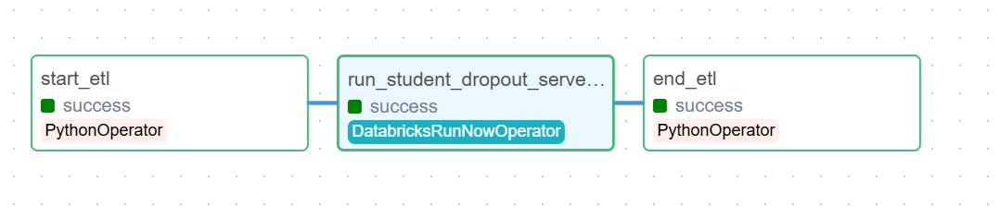 start_etl
success
PythonOperator
run_student_dropout_serve...
success
DatabricksRunNowOperator
end_etl
success
PythonOperator